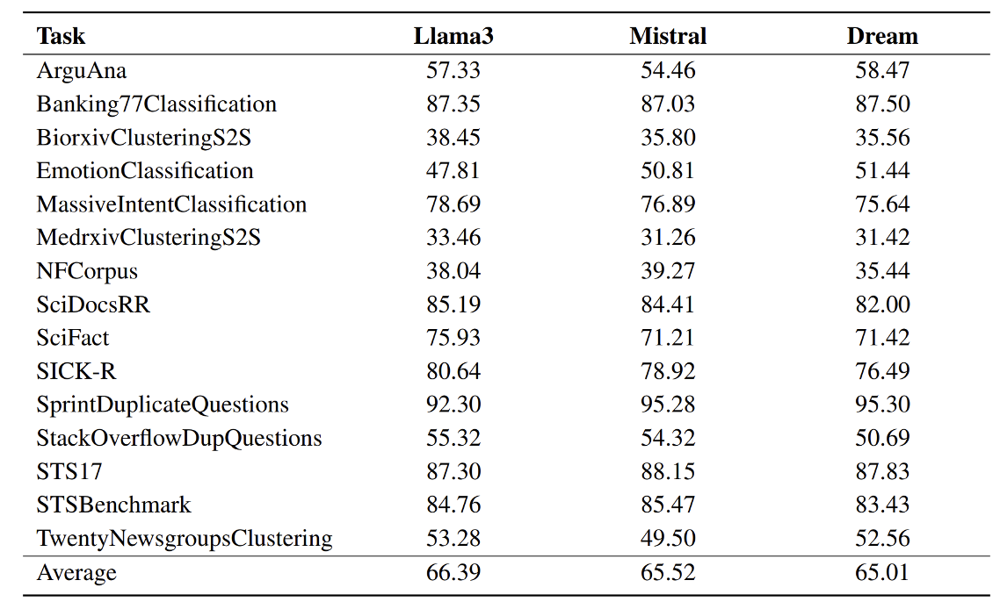 Task Llama3 Mistral Dream
ArguAna 57.33 54.46 58.47
Banking77Classification 87.35 87.03 87.50
BiorxivClusteringS2S 38.45 35.80 35.56
EmotionClassification 47.81 50.81 51.44
MassiveIntentClassification 78.69 76.89 75.64
MedrxivClusteringS2S 33.46 31.26 31.42
NFCorpus 38.04 39.27 35.44
SciDocsRR 85.19 84.41 82.00
SciFact 75.93 71.21 71.42
SICK-R 80.64 78.92 76.49
SprintDuplicateQuestions 92.30 95.28 95.30
StackOverflowDupQuestions 55.32 54.32 50.69
STS17 87.30 88.15 87.83
STSBenchmark 84.76 85.47 83.43
TwentyNewsgroupsClustering 53.28 49.50 52.56
Average 66.39 65.52 65.01